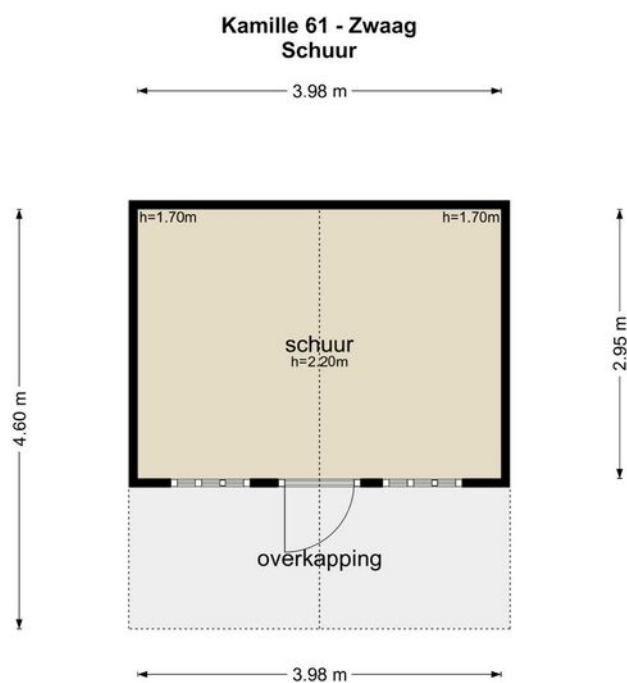 Kamille 61 - Zwaag
Schuur
3.98 m
h=1.70m
h=1.70m
schuur
h=2.20m
2.95 m
4.60 m
overkapping
3.98 m